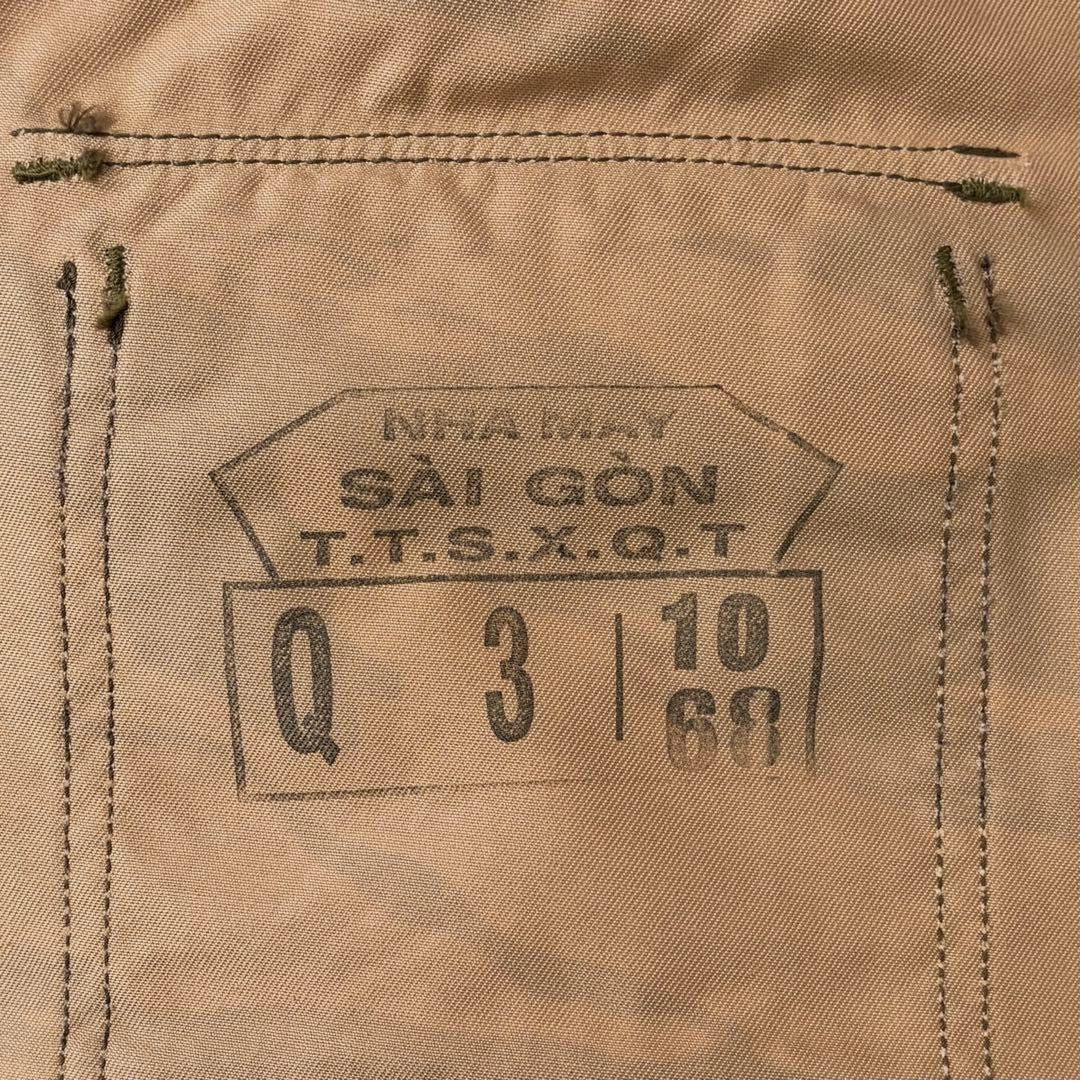 NHA MAY
SÀI GÒN
T.T.S.X.Q.T
Q 3 | 10
68